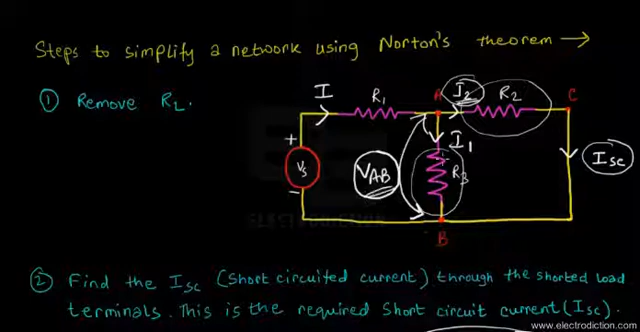 Steps to simplify a network using Norton's theorem →
① Remove RL.
I
R1
A
I2
R2
C
+
Vs
-
VAB
I1
R3
Isc
B
ELECTRODICTION
② Find the Isc (short circuited current) through the shorted load
terminals. This is the required short circuit current (Isc).
www.electrodiction.com